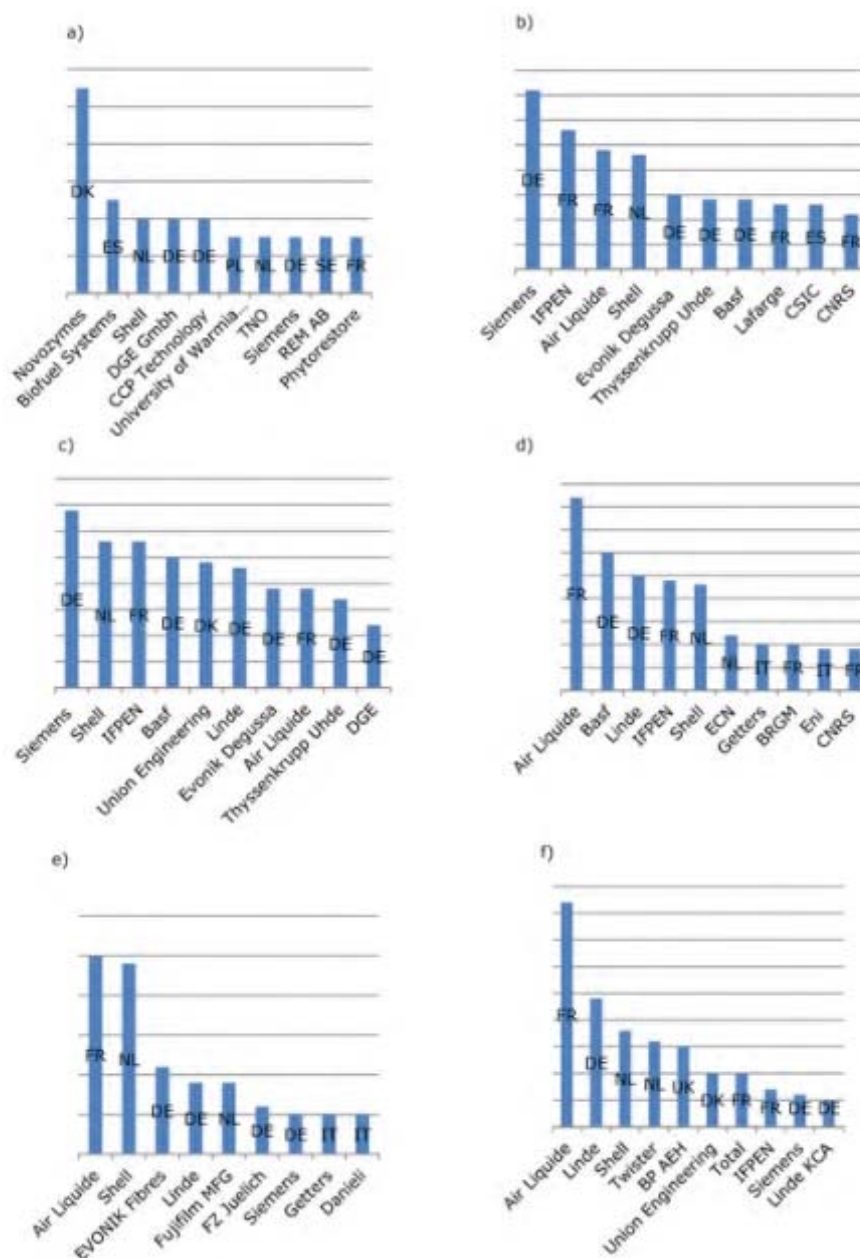 a)
DK
ES
NL
DE
DE
PL
NL
DE
SE
FR
Novozymes
Biofuel Systems
Shell
DGE Gmbh
CCP Technology
University of Warmia...
TNO
Siemens
REM AB
Phytorestore
b)
DE
FR
FR
NL
DE
DE
DE
FR
ES
FR
Siemens
IFPEN
Air Liquide
Shell
Evonik Degussa
Thyssenkrupp Uhde
Basf
Lafarge
CSIC
CNRS
c)
DE
NL
FR
DE
DK
DE
DE
FR
DE
DE
Siemens
Shell
IFPEN
Basf
Union Engineering
Linde
Evonik Degussa
Air Liquide
Thyssenkrupp Uhde
DGE
d)
FR
DE
DE
FR
NL
NL
IT
FR
IT
FR
Air Liquide
Basf
Linde
IFPEN
Shell
ECN
Getters
BRGM
Eni
CNRS
e)
FR
NL
DE
DE
NL
DE
DE
IT
IT
Air Liquide
Shell
EVONIK Fibres
Linde
Fujifilm MFG
FZ Juelich
Siemens
Getters
Danieli
f)
FR
DE
NL
NL
UK
DK
FR
FR
DE
DE
Air Liquide
Linde
Shell
Twister
BP AEH
Union Engineering
Total
IFPEN
Siemens
Linde KCA